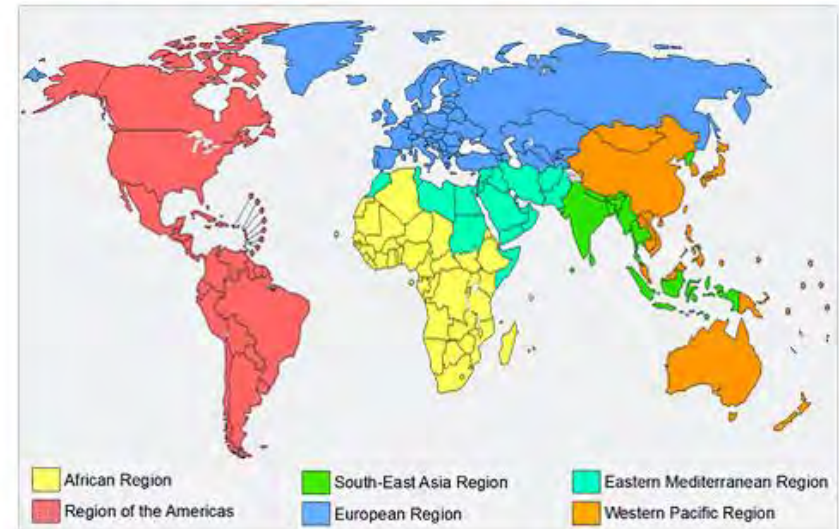 African Region
South-East Asia Region
Eastern Mediterranean Region
Region of the Americas
European Region
Western Pacific Region